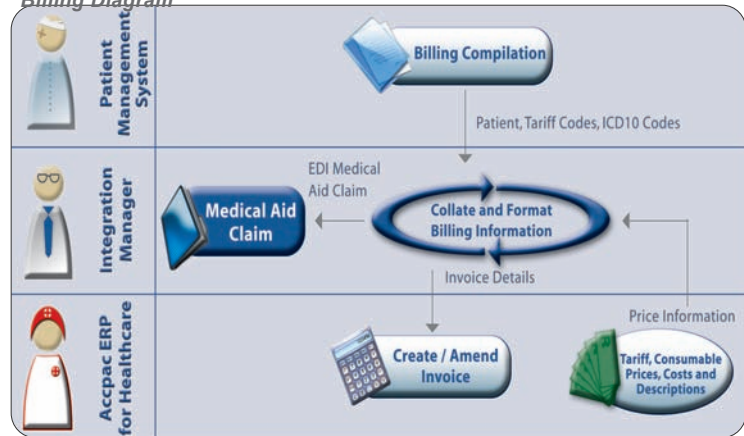 Billing Diagram
Patient
Management
System
Billing Compilation
Patient, Tariff Codes, ICD10 Codes
Integration
Manager
EDI Medical
Aid Claim
Medical Aid
Claim
Collate and Format
Billing Information
Invoice Details
Accpac ERP
for Healthcare
Create / Amend
Invoice
Price Information
Tariff, Consumable
Prices, Costs and
Descriptions